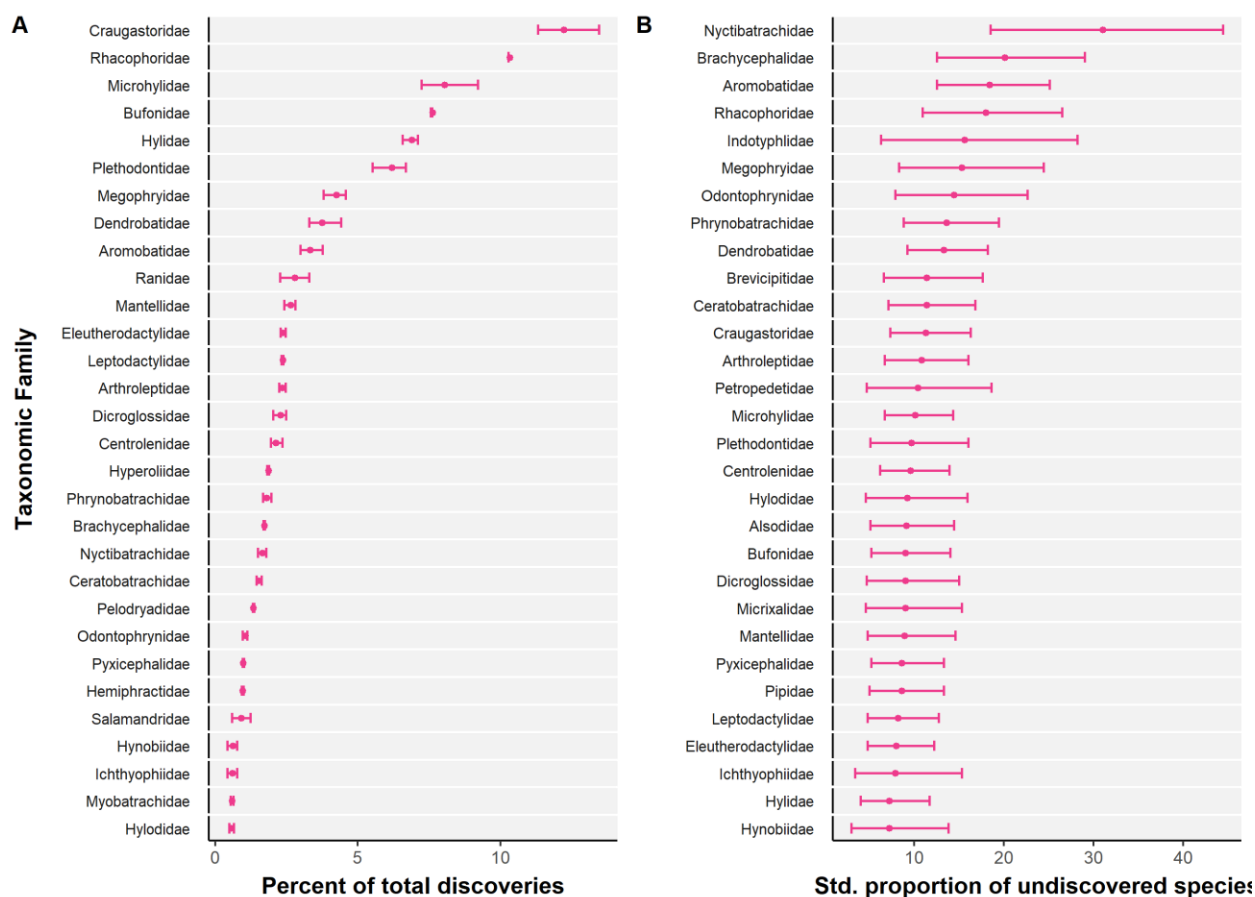 A
Craugastoridae
Rhacophoridae
Microhylidae
Bufonidae
Hylidae
Plethodontidae
Megophryidae
Dendrobatidae
Aromobatidae
Ranidae
Mantellidae
Eleutherodactylidae
Leptodactylidae
Arthroleptidae
Dicroglossidae
Centrolenidae
Hyperoliidae
Phrynobatrachidae
Brachycephalidae
Nyctibatrachidae
Ceratobatrachidae
Pelodryadidae
Odontophrynidae
Pyxicephalidae
Hemiphractidae
Salamandridae
Hynobiidae
Ichthyophiidae
Myobatrachidae
Hylodidae
Taxonomic Family
0 5 10
Percent of total discoveries
B
Nyctibatrachidae
Brachycephalidae
Aromobatidae
Rhacophoridae
Indotyphlidae
Megophryidae
Odontophrynidae
Phrynobatrachidae
Dendrobatidae
Brevicipitidae
Ceratobatrachidae
Craugastoridae
Arthroleptidae
Petropedetidae
Microhylidae
Plethodontidae
Centrolenidae
Hylodidae
Alsodidae
Bufonidae
Dicroglossidae
Micrixalidae
Mantellidae
Pyxicephalidae
Pipidae
Leptodactylidae
Eleutherodactylidae
Ichthyophiidae
Hylidae
Hynobiidae
10 20 30 40
Std. proportion of undiscovered species